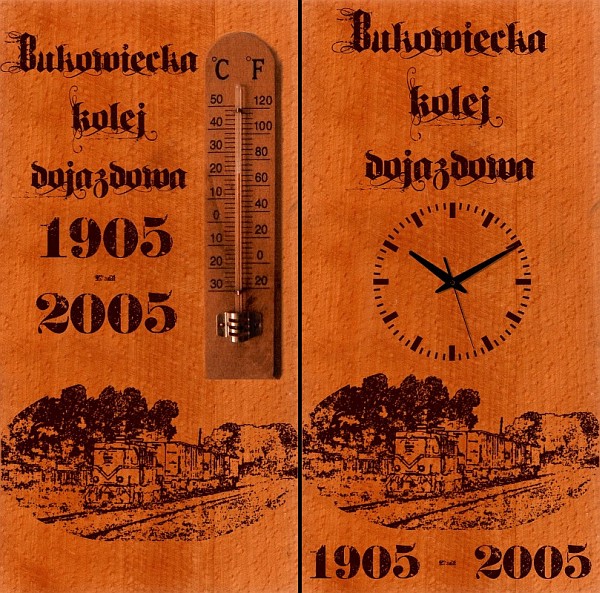 Bukowiecka
kolej
dojazdowa
1905
-
2005
°C °F
50 120
40 100
30 80
20 60
10
0 40
10 20
20 0
30 20
Bukowiecka
kolej
dojazdowa
1905 - 2005